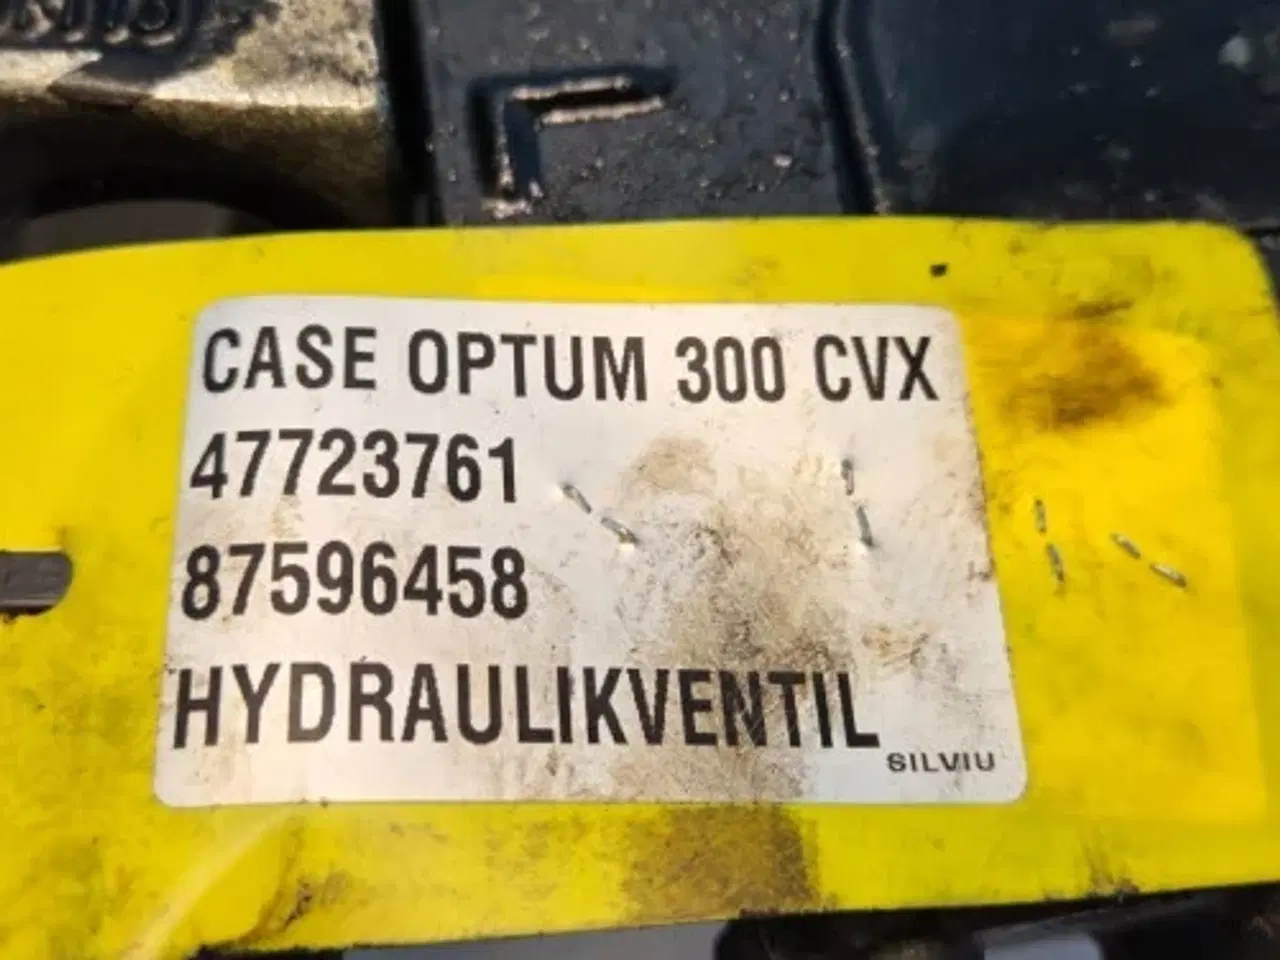 CASE OPTUM 300 CVX
47723761
87596458
HYDRAULIKVENTIL
SILVIU